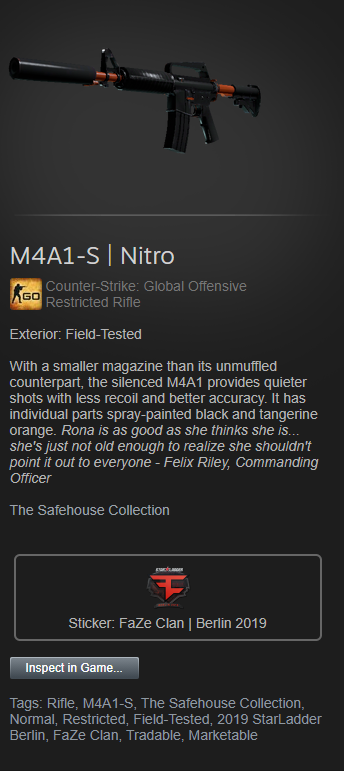 M4A1-S | Nitro
GO
Counter-Strike: Global Offensive
Restricted Rifle
Exterior: Field-Tested
With a smaller magazine than its unmuffled
counterpart, the silenced M4A1 provides quieter
shots with less recoil and better accuracy. It has
individual parts spray-painted black and tangerine
orange. Rona is as good as she thinks she is...
she's just not old enough to realize she shouldn't
point it out to everyone - Felix Riley, Commanding
Officer
The Safehouse Collection
STARLADDER
Sticker: FaZe Clan | Berlin 2019
Inspect in Game...
Tags: Rifle, M4A1-S, The Safehouse Collection,
Normal, Restricted, Field-Tested, 2019 StarLadder
Berlin, FaZe Clan, Tradable, Marketable